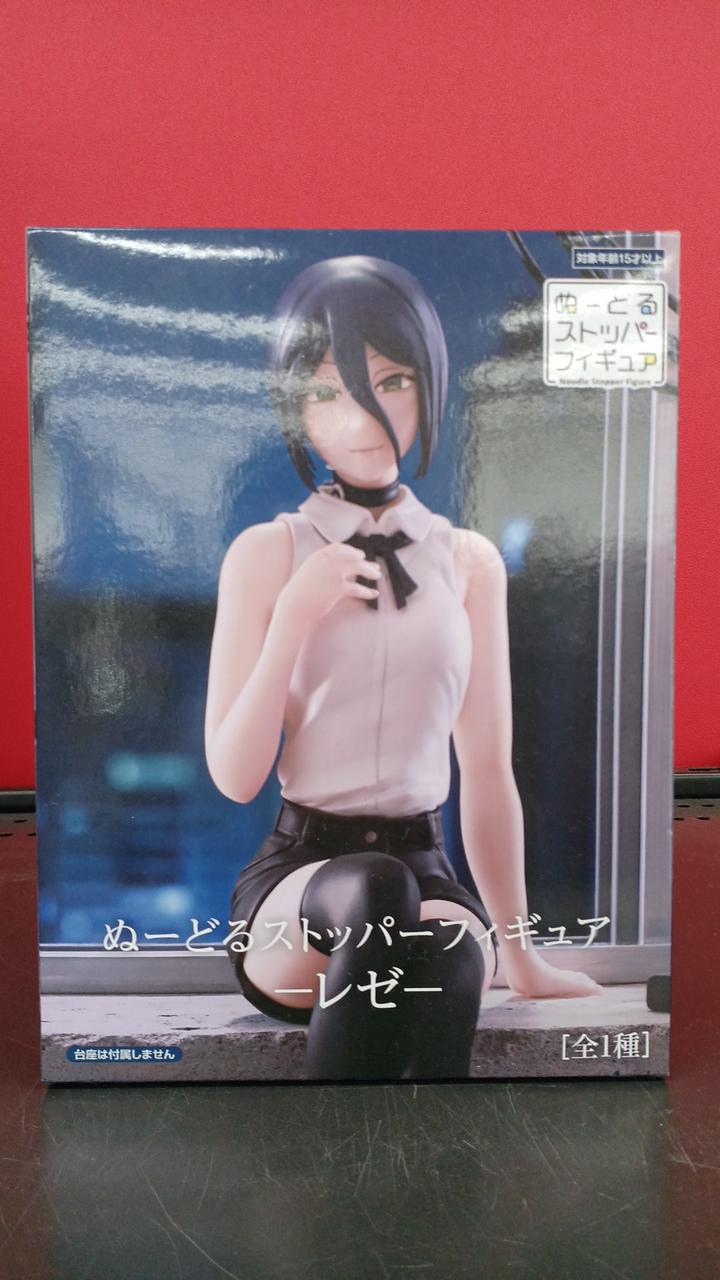 対象年齢15才以上
ぬーどる
ストッパー
フィギュア
Noodle Stopper Figure
ぬーどるストッパーフィギュア
ーレゼー
台座は付属しません
[全1種]